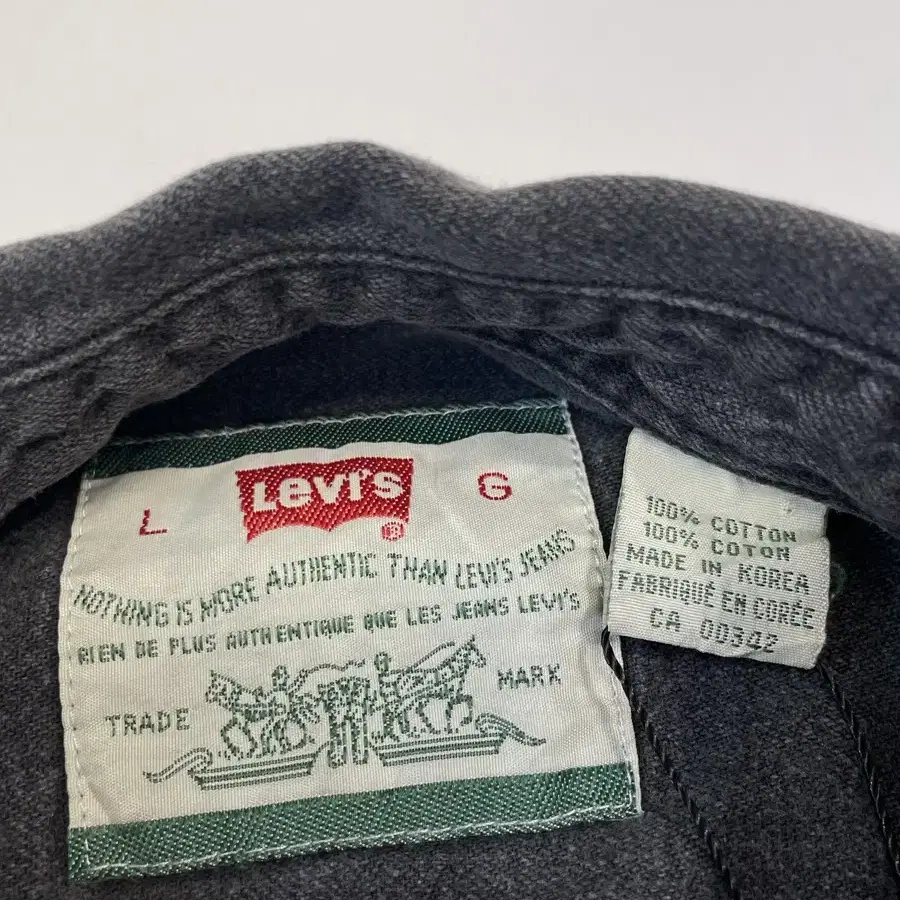 L Levi's ® G
NOTHING IS MORE AUTHENTIC THAN LEVI'S JEANS
RIEN DE PLUS AUTHENTIQUE QUE LES JEANS LEVI'S
TRADE MARK
100% COTTON
100% COTON
MADE IN KOREA
FABRIQUÉ EN CORÉE
CA 00342